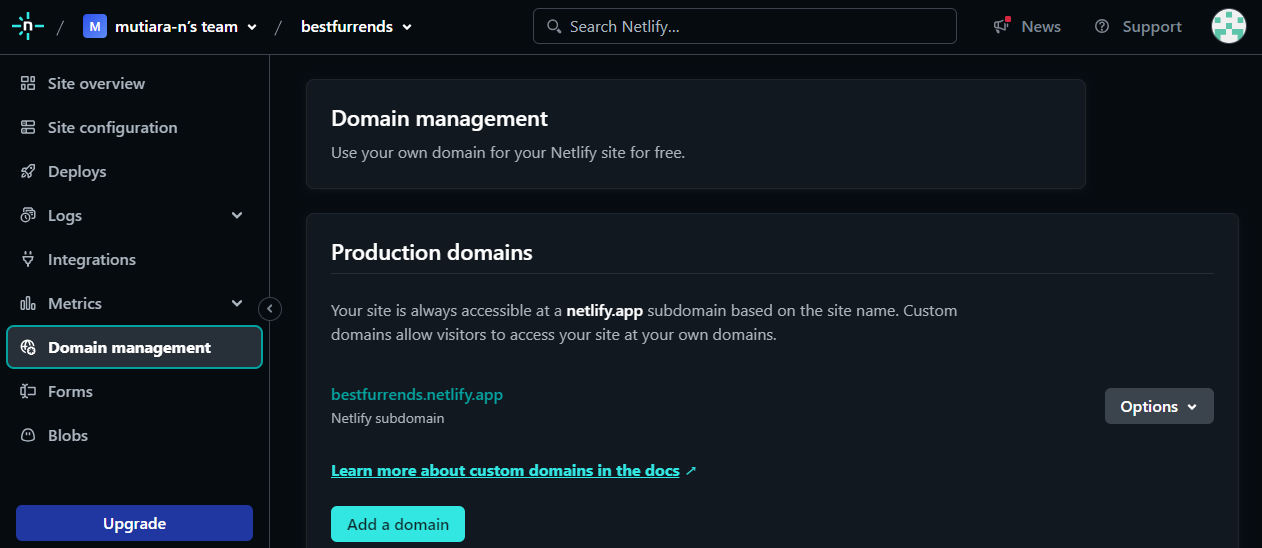 n / M mutiara-n's team / bestfurrends Search Netlify... News Support
Site overview
Site configuration
Deploys
Logs
Integrations
Metrics
Domain management
Forms
Blobs
Upgrade
Domain management
Use your own domain for your Netlify site for free.
Production domains
Your site is always accessible at a netlify.app subdomain based on the site name. Custom
domains allow visitors to access your site at your own domains.
bestfurrends.netlify.app
Netlify subdomain
Options
Learn more about custom domains in the docs ↗
Add a domain